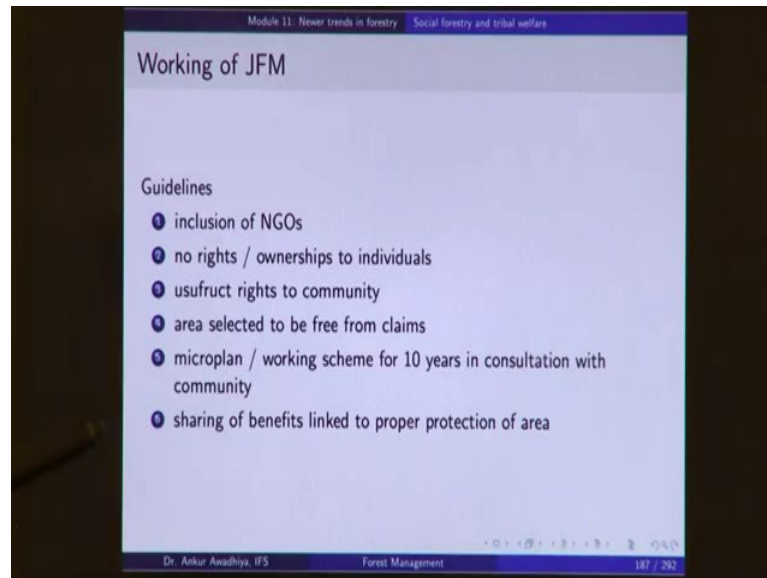 Module 11: Newer trends in forestry Social forestry and tribal welfare
Working of JFM
Guidelines
1 inclusion of NGOs
2 no rights / ownerships to individuals
3 usufruct rights to community
4 area selected to be free from claims
5 microplan / working scheme for 10 years in consultation with
community
6 sharing of benefits linked to proper protection of area
Dr. Ankur Awadhiya, IFS Forest Management 187 / 292